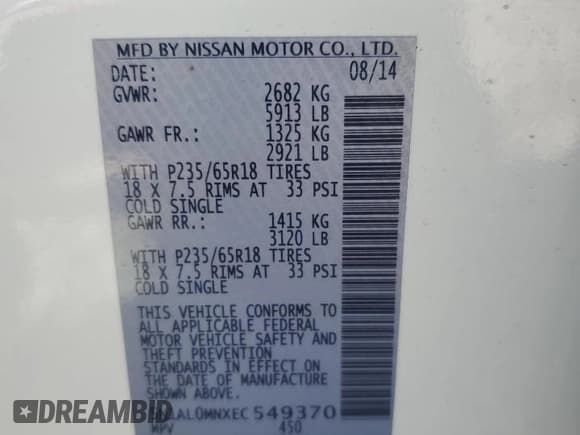 MFD BY NISSAN MOTOR CO., LTD.
DATE: 08/14
GVWR: 2682 KG
5913 LB
GAWR FR.: 1325 KG
2921 LB
WITH P235/65R18 TIRES
18 X 7.5 RIMS AT 33 PSI
COLD SINGLE
GAWR RR.: 1415 KG
3120 LB
WITH P235/65R18 TIRES
18 X 7.5 RIMS AT 33 PSI
COLD SINGLE
THIS VEHICLE CONFORMS TO
ALL APPLICABLE FEDERAL
MOTOR VEHICLE SAFETY AND
THEFT PREVENTION
STANDARDS IN EFFECT ON
THE DATE OF MANUFACTURE
SHOWN ABOVE.
AL0MNXEC549370
MPV 450
DREAMBID